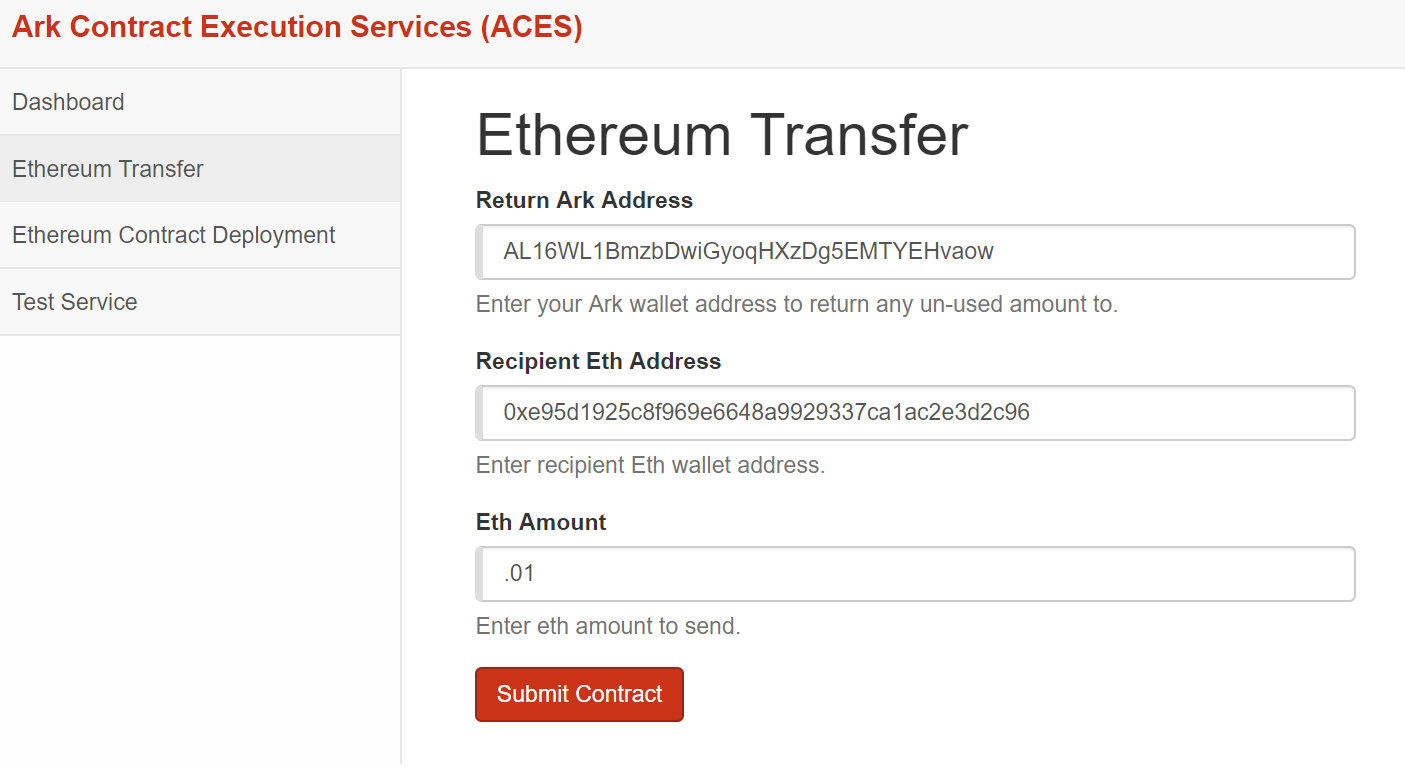 Ark Contract Execution Services (ACES)
Dashboard
Ethereum Transfer
Ethereum Contract Deployment
Test Service
Ethereum Transfer
Return Ark Address
AL16WL1BmzbDwiGyoqHXzDg5EMTYEHvaow
Enter your Ark wallet address to return any un-used amount to.
Recipient Eth Address
0xe95d1925c8f969e6648a9929337ca1ac2e3d2c96
Enter recipient Eth wallet address.
Eth Amount
.01
Enter eth amount to send.
Submit Contract